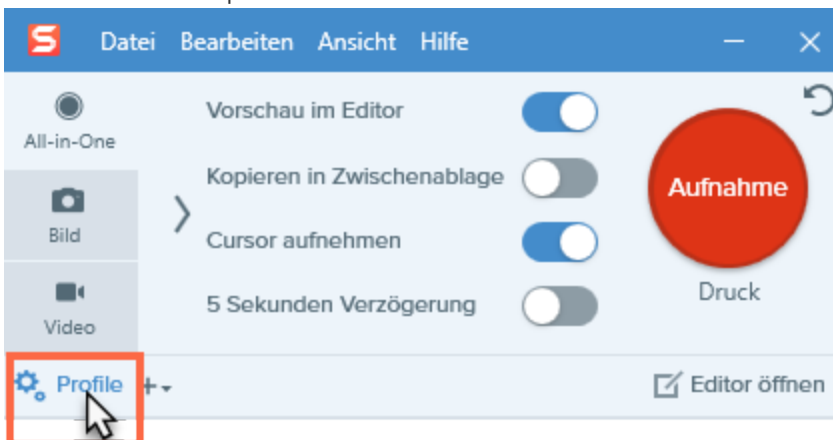 S Datei Bearbeiten Ansicht Hilfe
All-in-One
Bild
Video
Vorschau im Editor
Kopieren in Zwischenablage
Cursor aufnehmen
5 Sekunden Verzögerung
Aufnahme
Druck
Profile
Editor öffnen